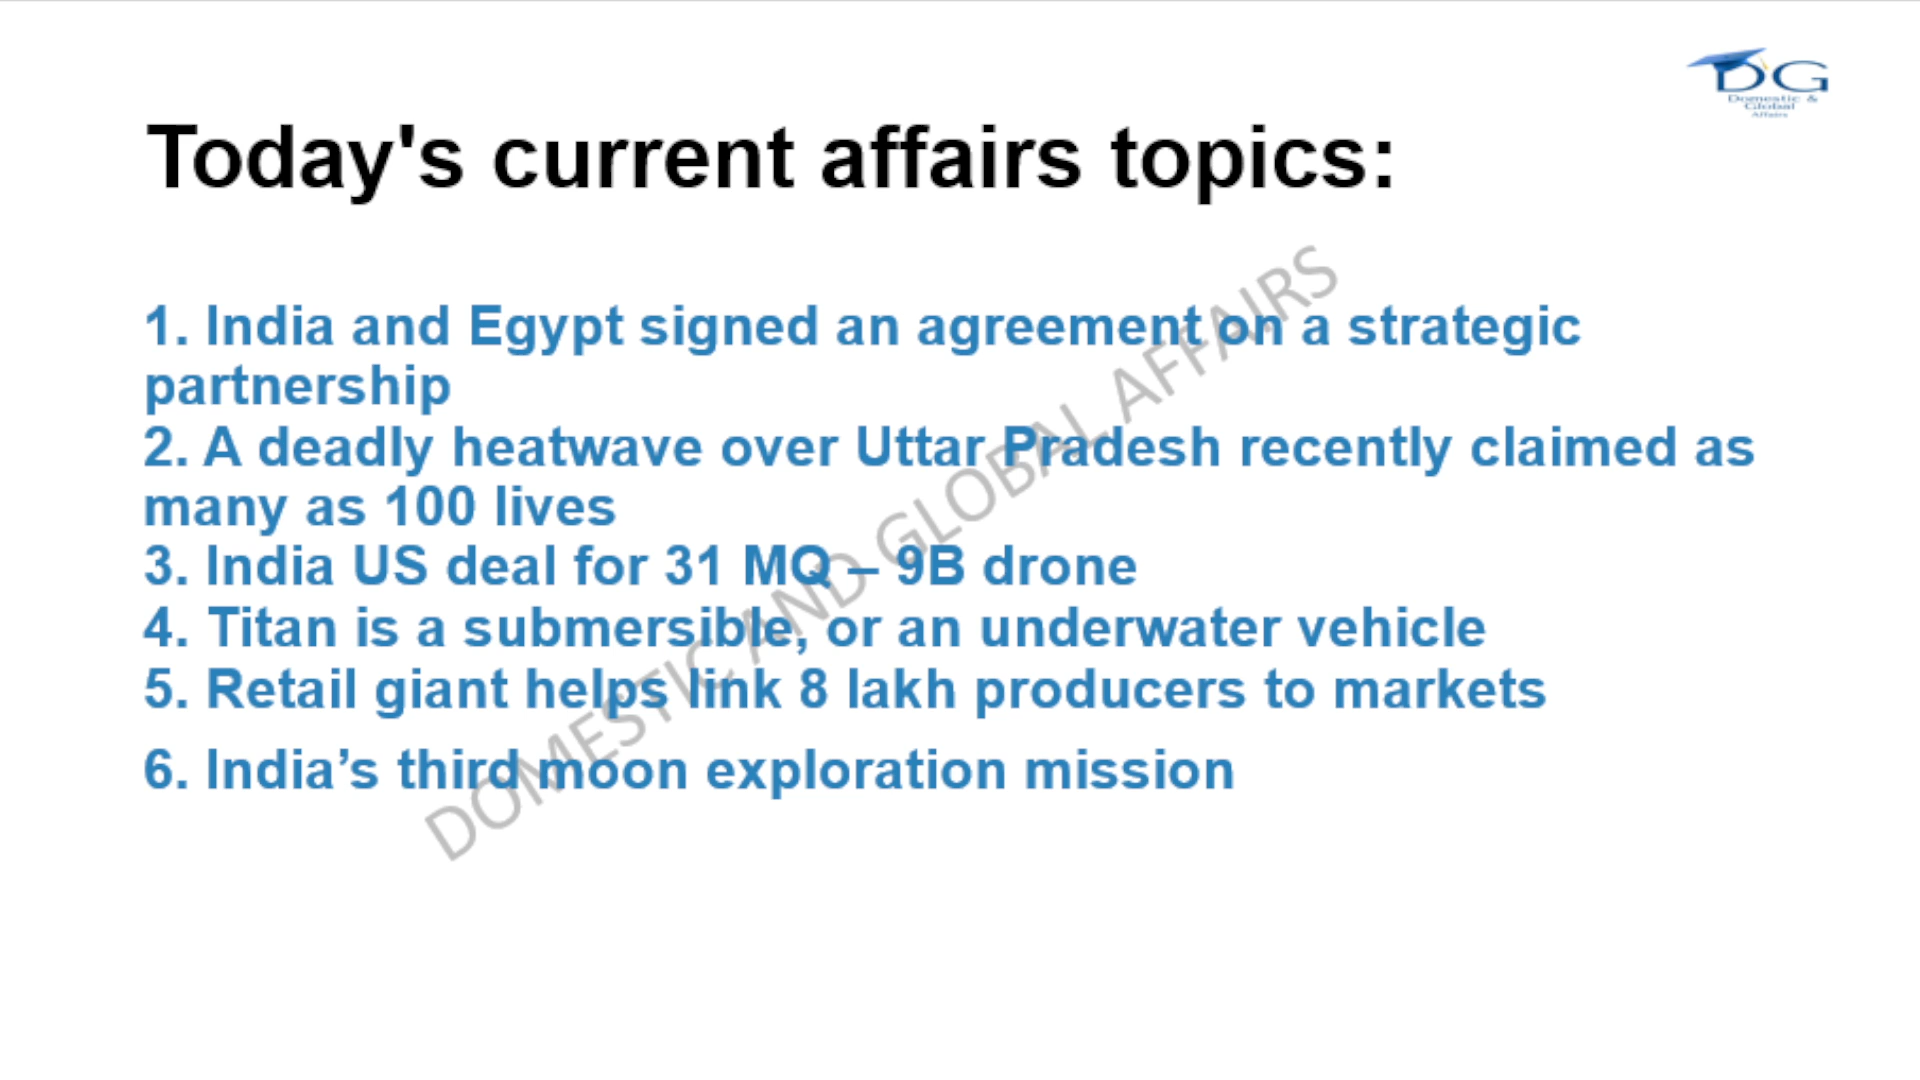 DG
Domestic &
Global
Affairs
Today's current affairs topics:
1. India and Egypt signed an agreement on a strategic
partnership
2. A deadly heatwave over Uttar Pradesh recently claimed as
many as 100 lives
3. India US deal for 31 MQ – 9B drone
4. Titan is a submersible, or an underwater vehicle
5. Retail giant helps link 8 lakh producers to markets
6. India’s third moon exploration mission
DOMESTIC AND GLOBAL AFFAIRS